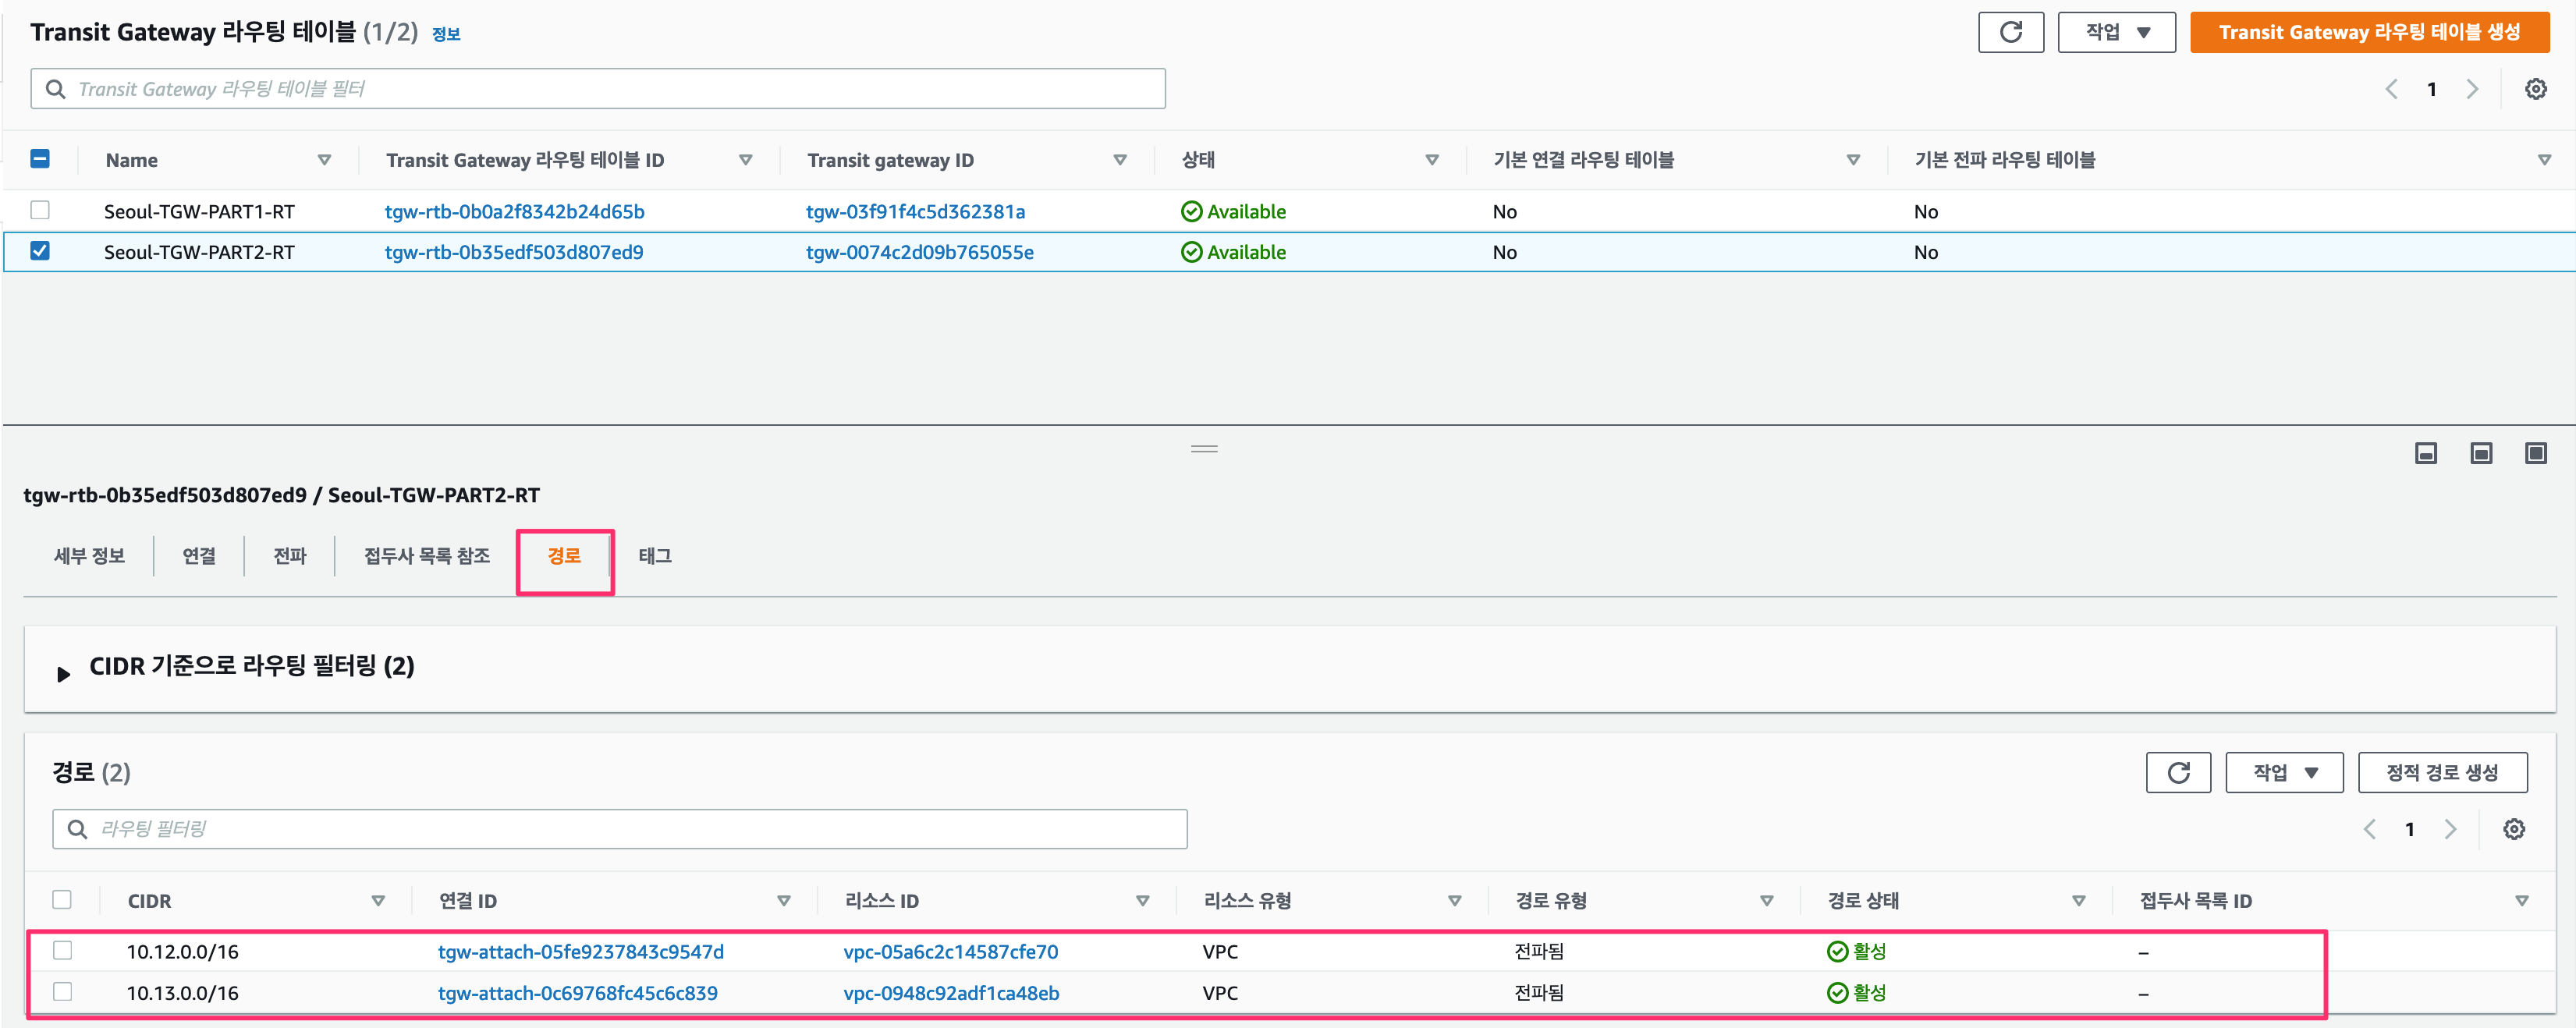 Transit Gateway 라우팅 테이블 (1/2) 정보
작업 Transit Gateway 라우팅 테이블 생성
Transit Gateway 라우팅 테이블 필터
1
Name Transit Gateway 라우팅 테이블 ID Transit gateway ID 상태 기본 연결 라우팅 테이블 기본 전파 라우팅 테이블
Seoul-TGW-PART1-RT tgw-rtb-0b0a2f8342b24d65b tgw-03f91f4c5d362381a Available No No
Seoul-TGW-PART2-RT tgw-rtb-0b35edf503d807ed9 tgw-0074c2d09b765055e Available No No
tgw-rtb-0b35edf503d807ed9 / Seoul-TGW-PART2-RT
세부 정보 연결 전파 접두사 목록 참조 경로 태그
CIDR 기준으로 라우팅 필터링 (2)
경로 (2)
작업 정적 경로 생성
라우팅 필터링
1
CIDR 연결 ID 리소스 ID 리소스 유형 경로 유형 경로 상태 접두사 목록 ID
10.12.0.0/16 tgw-attach-05fe9237843c9547d vpc-05a6c2c14587cfe70 VPC 전파됨 활성 –
10.13.0.0/16 tgw-attach-0c69768fc45c6c839 vpc-0948c92adf1ca48eb VPC 전파됨 활성 –